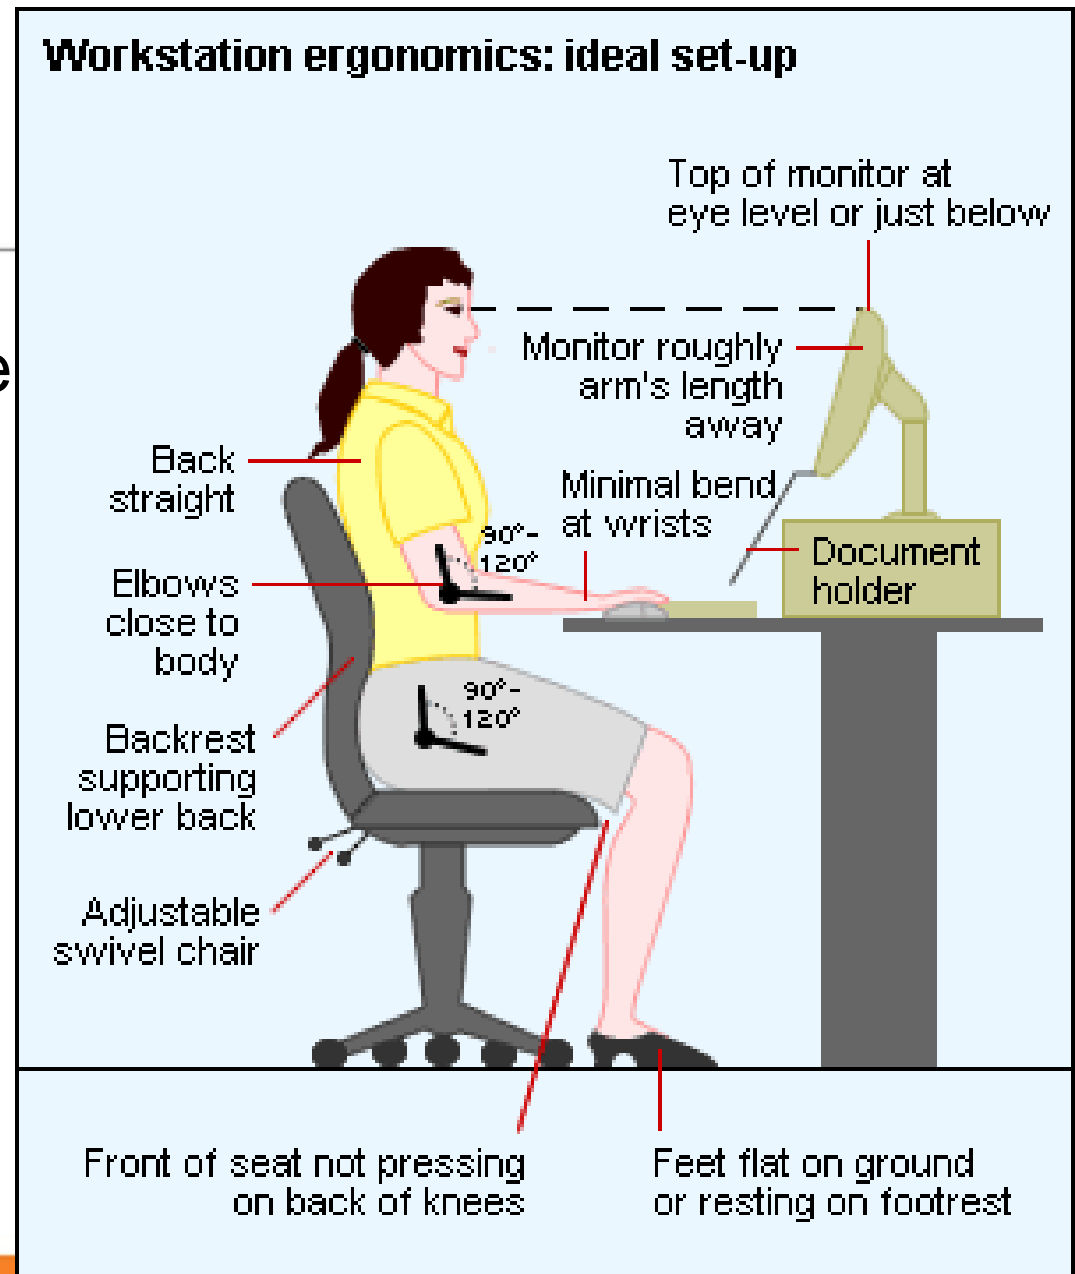 Workstation ergonomics: ideal set-up
Top of monitor at
eye level or just below
e
Monitor roughly
arm's length
away
Back
straight
Minimal bend
at wrists
90°-
120°
Document
holder
Elbows
close to
body
90°-
120°
Backrest
supporting
lower back
Adjustable
swivel chair
Front of seat not pressing
on back of knees
Feet flat on ground
or resting on footrest